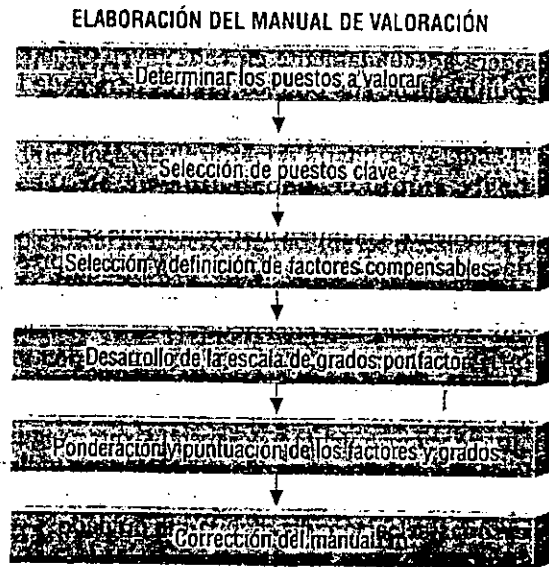 ELABORACIÓN DEL MANUAL DE VALORACIÓN
Determinar los puestos a valorar
Selección de puestos clave
Selección y definición de factores compensables
Desarrollo de la escala de grados por factor
Ponderación y puntuación de los factores y grados
Corrección del manual